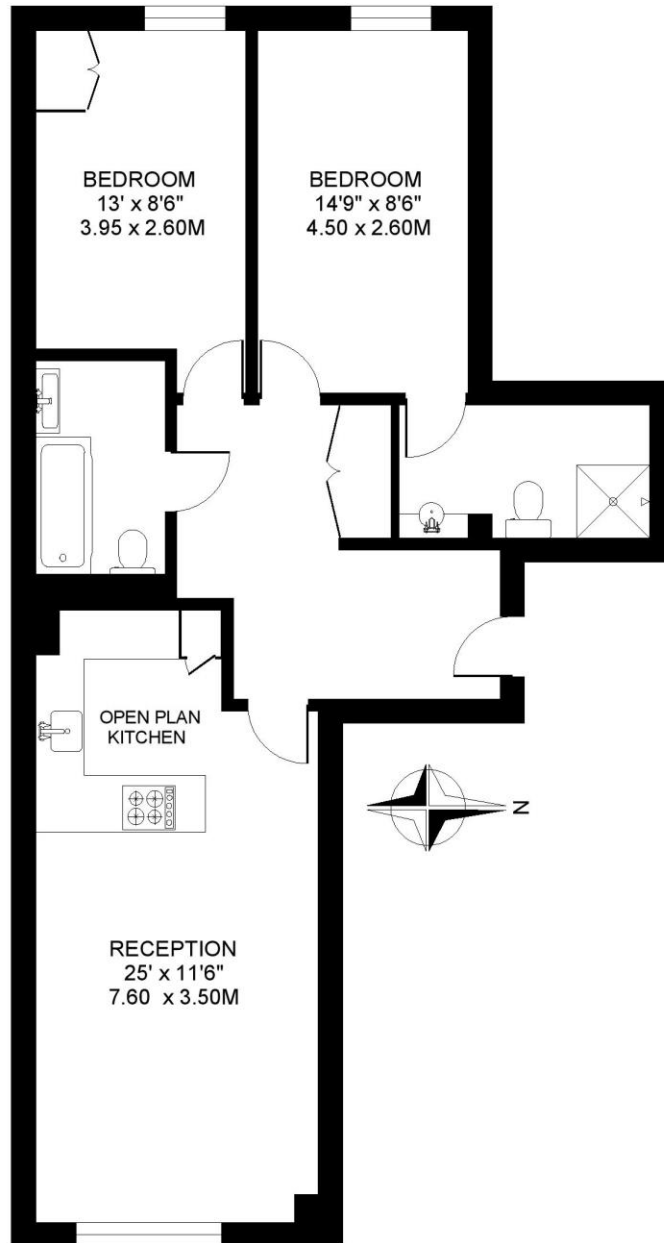 BEDROOM
13' x 8'6"
3.95 x 2.60M
BEDROOM
14'9" x 8'6"
4.50 x 2.60M
OPEN PLAN
KITCHEN
N
RECEPTION
25' x 11'6"
7.60 x 3.50M